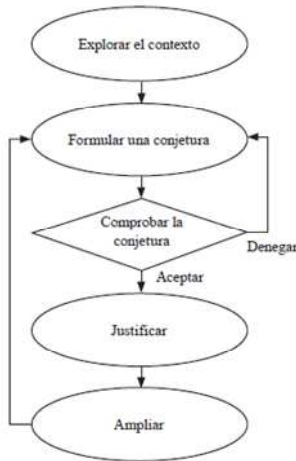 Explorar el contexto
Formular una conjetura
Comprobar la
conjetura
Denegar
Aceptar
Justificar
Ampliar